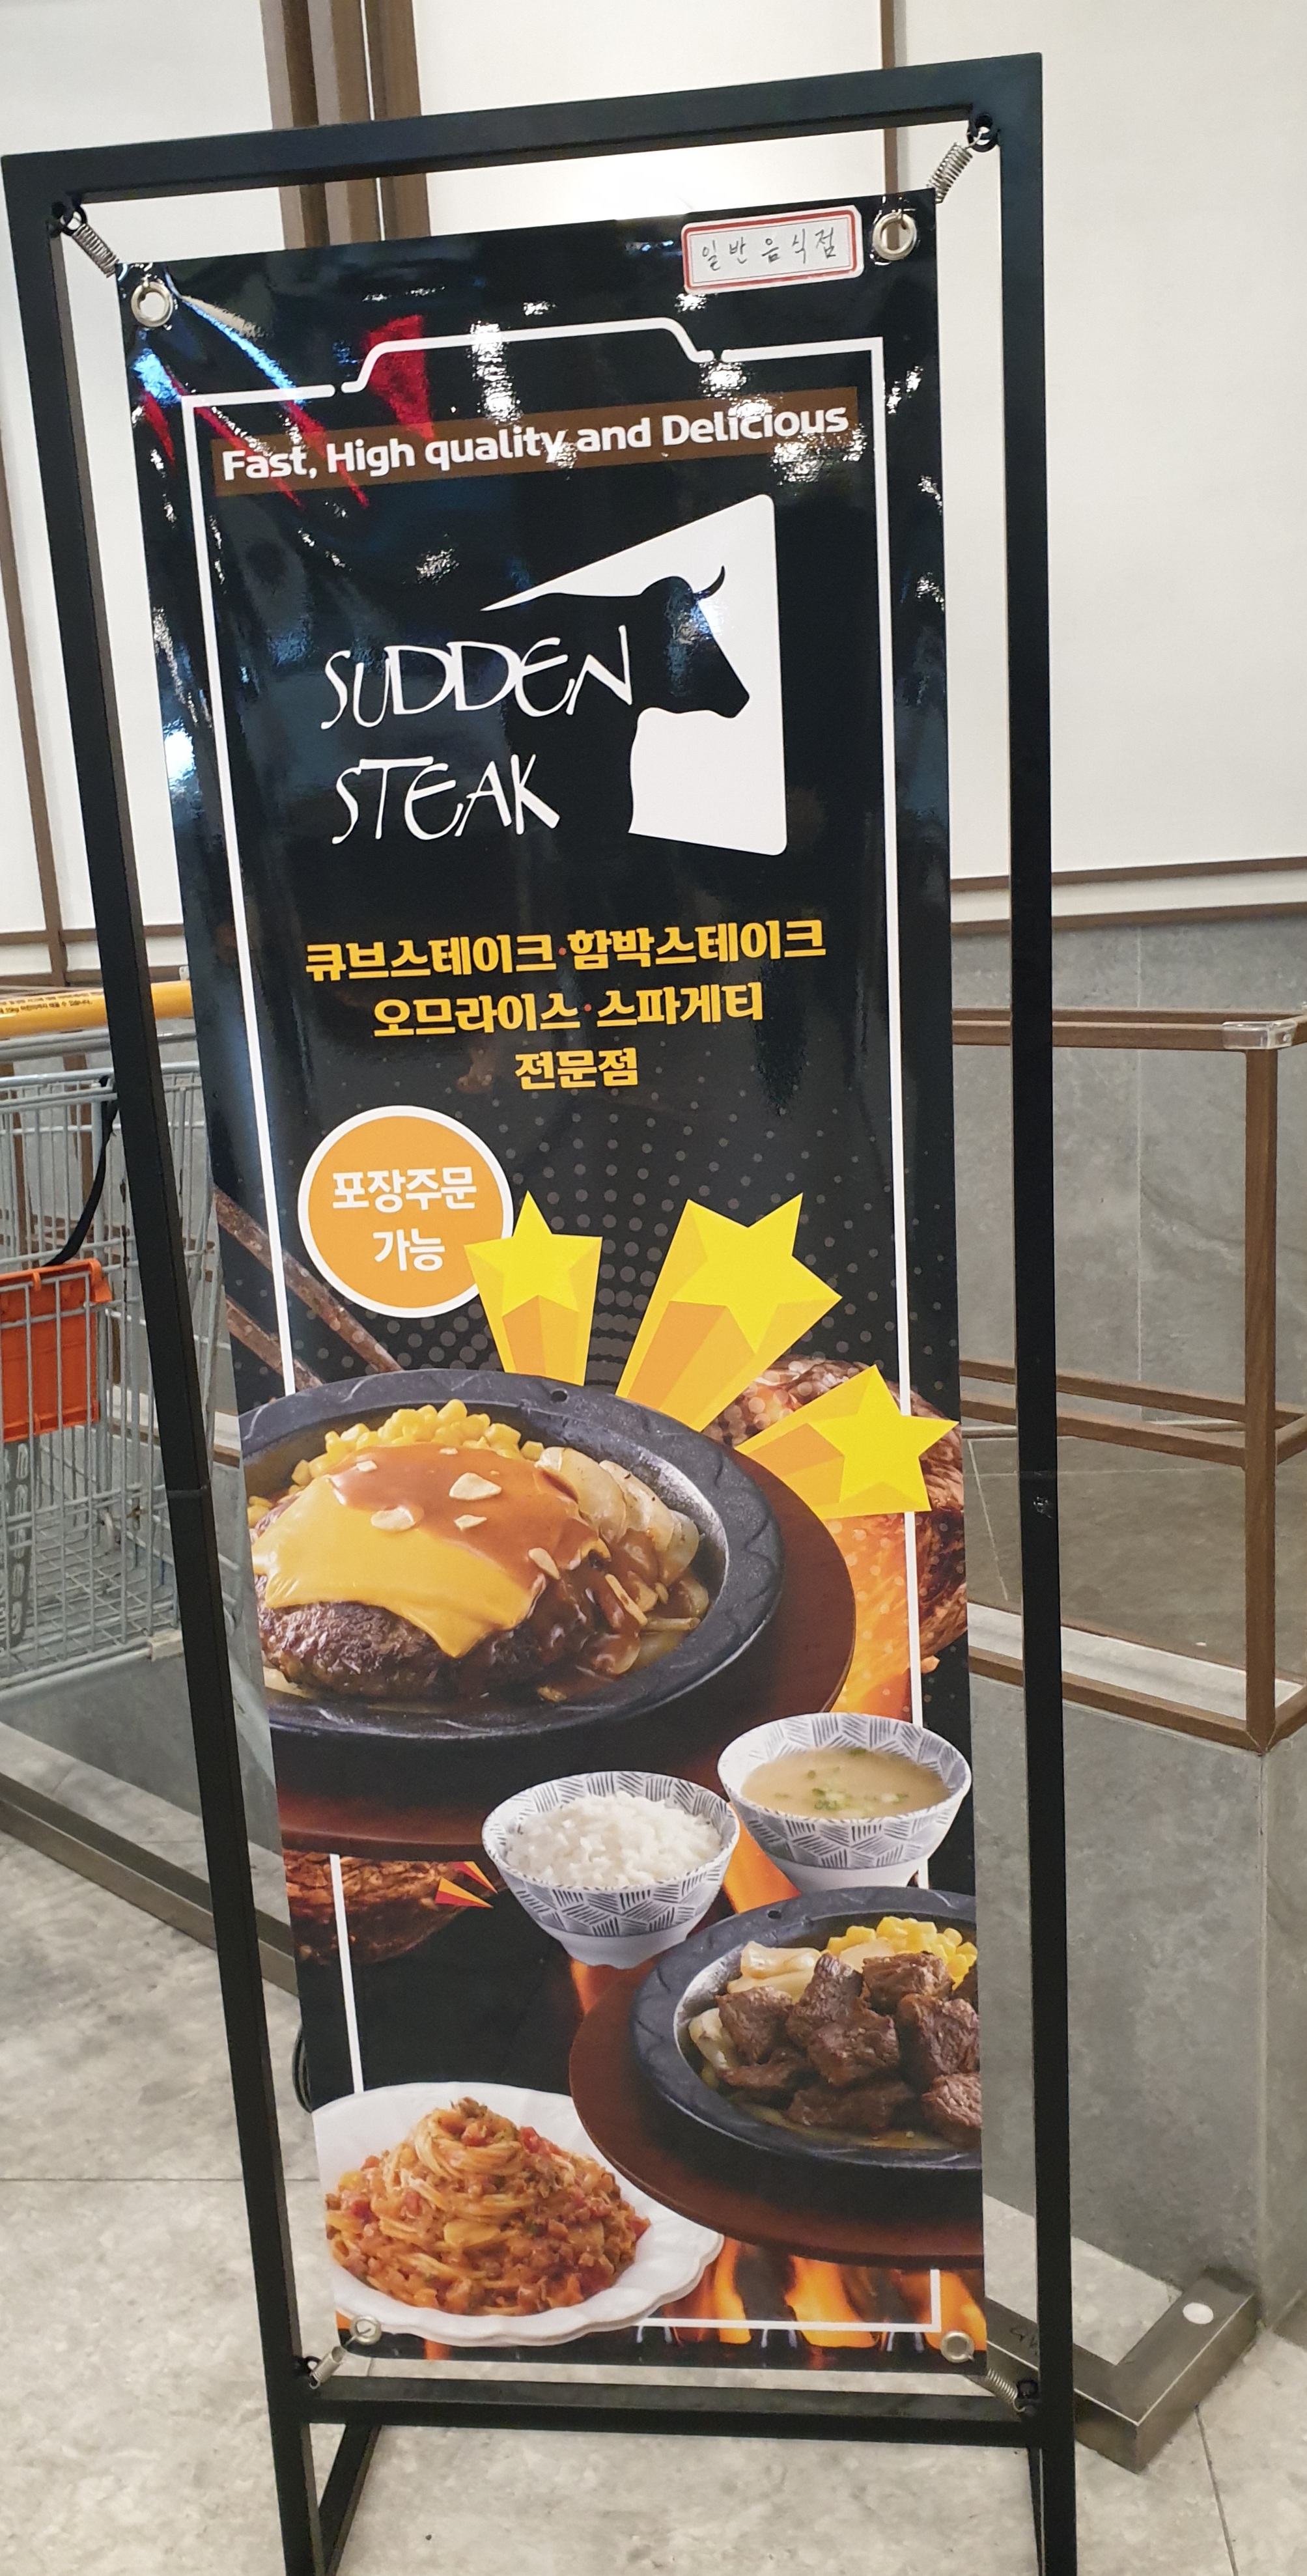 일반음식점
Fast, High quality and Delicious
SUDDEN
STEAK
큐브스테이크·함박스테이크
오므라이스·스파게티
전문점
포장주문
가능